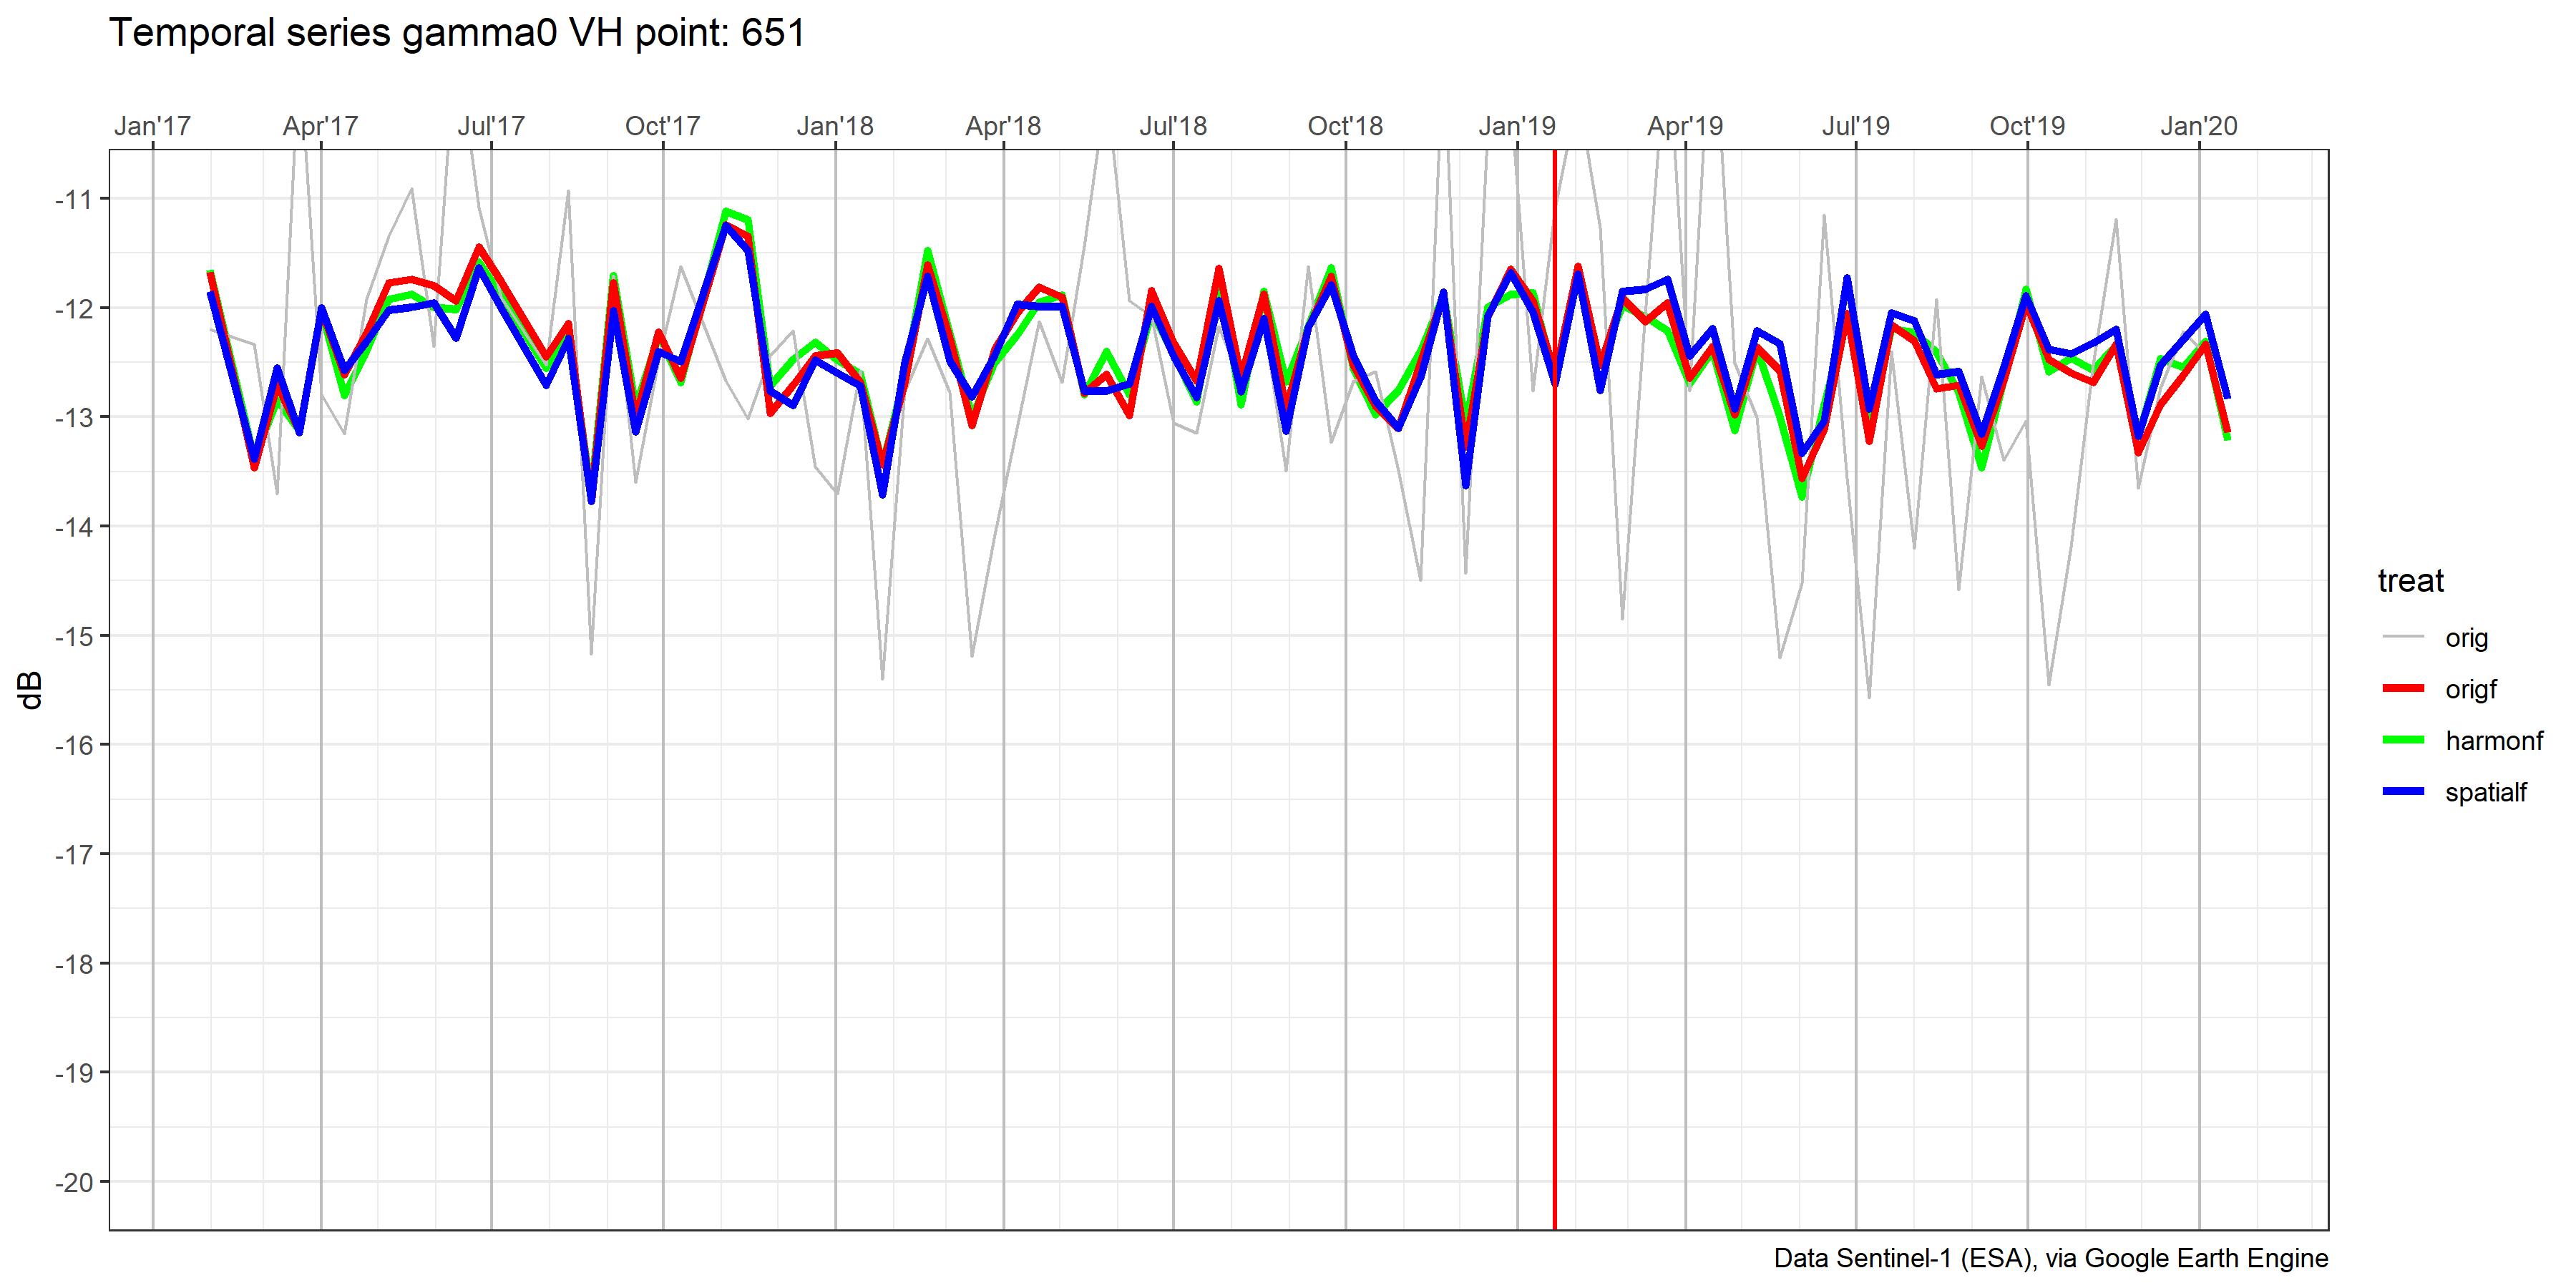 Temporal series gamma0 VH point: 651
Jan'17 Apr'17 Jul'17 Oct'17 Jan'18 Apr'18 Jul'18 Oct'18 Jan'19 Apr'19 Jul'19 Oct'19 Jan'20
-11
-12
-13
-14
-15
-16
-17
-18
-19
-20
dB
treat
orig
origf
harmonf
spatialf
Data Sentinel-1 (ESA), via Google Earth Engine